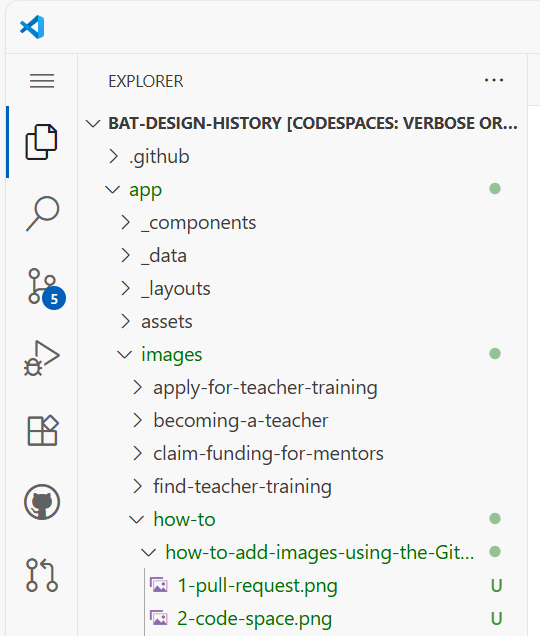 EXPLORER
BAT-DESIGN-HISTORY [CODESPACES: VERBOSE OR...
.github
app
_components
_data
_layouts
5
assets
images
apply-for-teacher-training
becoming-a-teacher
claim-funding-for-mentors
find-teacher-training
how-to
how-to-add-images-using-the-Git...
1-pull-request.png U
2-code-space.png U